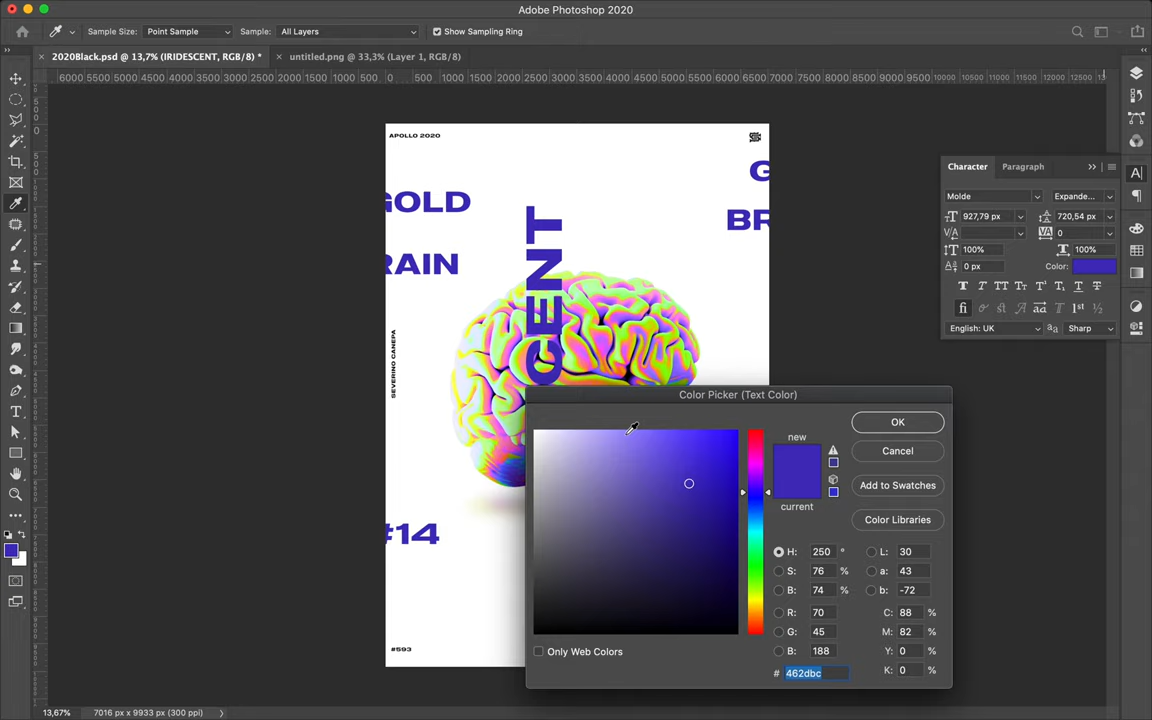 Adobe Photoshop 2020
Sample Size: Point Sample Sample: All Layers Show Sampling Ring
2020Black.psd @ 13,7% (IRIDESCENT, RGB/8) * untitled.png @ 33,3% (Layer 1, RGB/8)
6000 5500 5000 4500 4000 3500 3000 2500 2000 1500 1000 500 0 500 1000 1500 2000 2500 3000 3500 4000 4500 5000 5500 6000 6500 7000 7500 8000 8500 9000 9500 10000 10500 11000 11500 12000 12500
APOLLO 2020
GOLD
RAIN
CENT
BR
SEVERINO CANEPA
#14
#593
Character Paragraph
Molde Expande...
927,79 px 720,54 px
0
100% 100%
0 px Color:
English: UK Sharp
Color Picker (Text Color)
new
current
OK
Cancel
Add to Swatches
Color Libraries
H: 250 °
S: 76 %
B: 74 %
R: 70
G: 45
B: 188
# 462dbc
L: 30
a: 43
b: -72
C: 88 %
M: 82 %
Y: 0 %
K: 0 %
Only Web Colors
13,67% 7016 px x 9933 px (300 ppi)